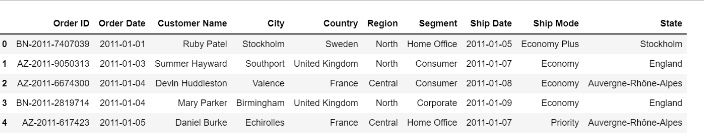 Order ID Order Date Customer Name City Country Region Segment Ship Date Ship Mode State
0 BN-2011-7407039 2011-01-01 Ruby Patel Stockholm Sweden North Home Office 2011-01-05 Economy Plus Stockholm
1 AZ-2011-9050313 2011-01-03 Summer Hayward Southport United Kingdom North Consumer 2011-01-07 Economy England
2 AZ-2011-6674300 2011-01-04 Devin Huddleston Valence France Central Consumer 2011-01-08 Economy Auvergne-Rhône-Alpes
3 BN-2011-2819714 2011-01-04 Mary Parker Birmingham United Kingdom North Corporate 2011-01-09 Economy England
4 AZ-2011-617423 2011-01-05 Daniel Burke Echirolles France Central Home Office 2011-01-07 Priority Auvergne-Rhône-Alpes